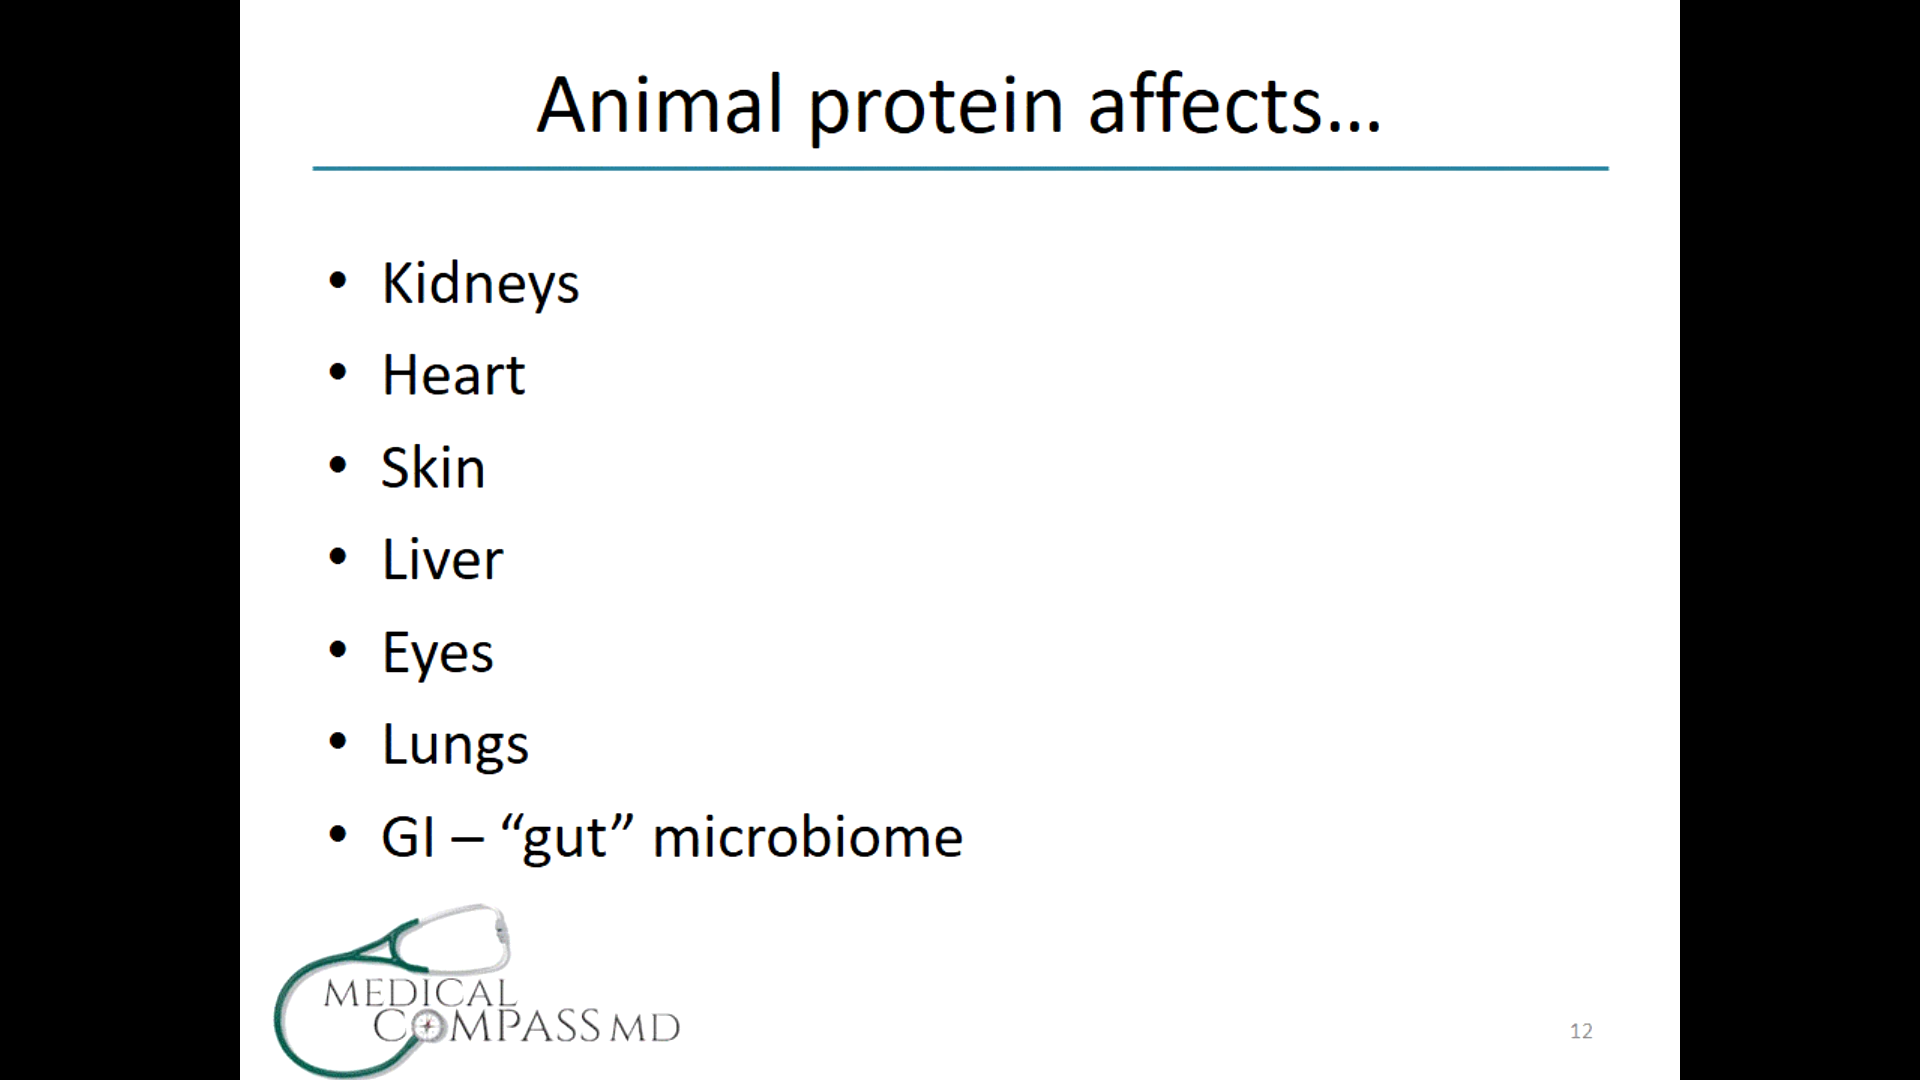 Animal protein affects...
• Kidneys
• Heart
• Skin
• Liver
• Eyes
• Lungs
• GI – “gut” microbiome
MEDICAL
COMPASS MD
12